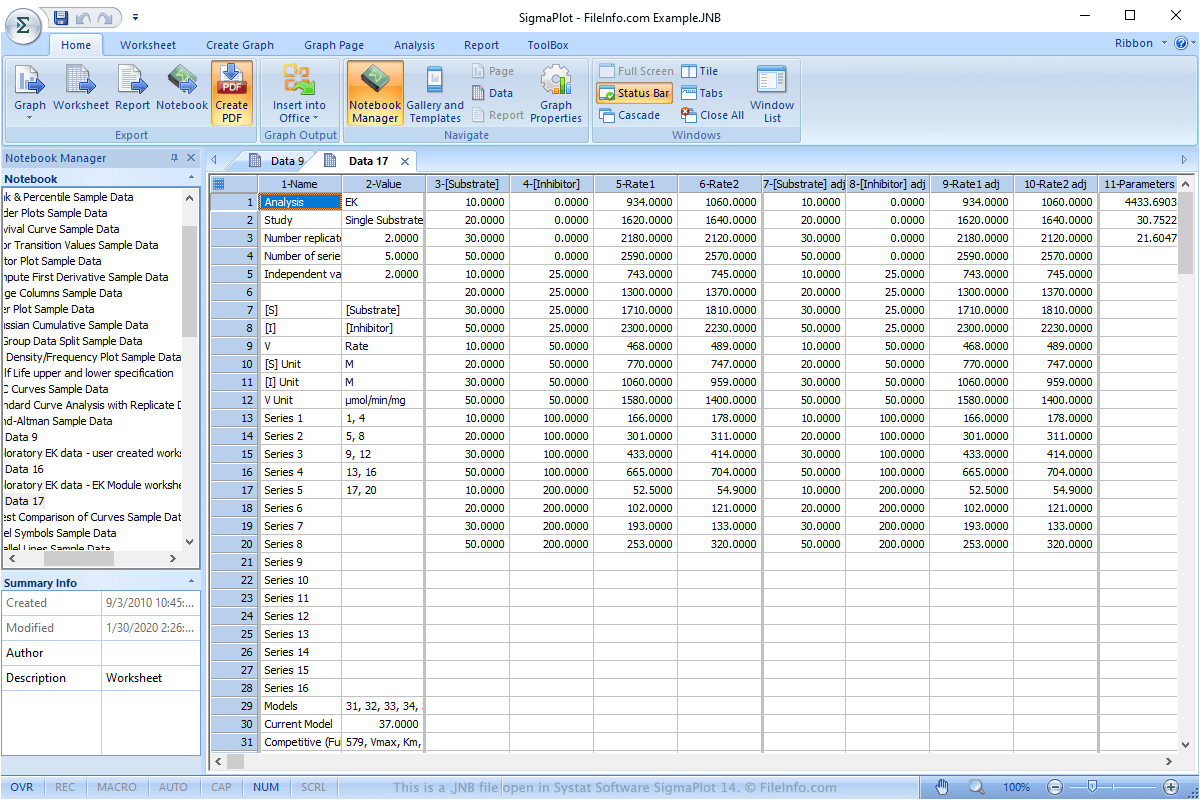 SigmaPlot - FileInfo.com Example.JNB
Home Worksheet Create Graph Graph Page Analysis Report ToolBox Ribbon
Graph Worksheet Report Notebook Create PDF
Export
Insert into Office
Graph Output
Notebook Manager Gallery and Templates Page Data Report Graph Properties
Navigate
Full Screen Status Bar Cascade Tile Tabs Close All Window List
Windows
Notebook Manager
Notebook
nk & Percentile Sample Data
der Plots Sample Data
vival Curve Sample Data
or Transition Values Sample Data
tor Plot Sample Data
mpute First Derivative Sample Data
ge Columns Sample Data
er Plot Sample Data
ussian Cumulative Sample Data
Group Data Split Sample Data
Density/Frequency Plot Sample Data
lf Life upper and lower specification
C Curves Sample Data
ndard Curve Analysis with Replicate D
nd-Altman Sample Data
Data 9
loratory EK data - user created works
Data 16
loratory EK data - EK Module workshe
Data 17
est Comparison of Curves Sample Dat
el Symbols Sample Data
allel Lines Sample Data
Summary Info
Created 9/3/2010 10:45:...
Modified 1/30/2020 2:26:...
Author
Description Worksheet
Data 9 Data 17
1-Name 2-Value 3-[Substrate] 4-[Inhibitor] 5-Rate1 6-Rate2 7-[Substrate] adj 8-[Inhibitor] adj 9-Rate1 adj 10-Rate2 adj 11-Parameters
1 Analysis EK 10.0000 0.0000 934.0000 1060.0000 10.0000 0.0000 934.0000 1060.0000 4433.6903
2 Study Single Substrate 20.0000 0.0000 1620.0000 1640.0000 20.0000 0.0000 1620.0000 1640.0000 30.7522
3 Number replicate 2.0000 30.0000 0.0000 2180.0000 2120.0000 30.0000 0.0000 2180.0000 2120.0000 21.6047
4 Number of serie 5.0000 50.0000 0.0000 2590.0000 2570.0000 50.0000 0.0000 2590.0000 2570.0000
5 Independent va 2.0000 10.0000 25.0000 743.0000 745.0000 10.0000 25.0000 743.0000 745.0000
6 20.0000 25.0000 1300.0000 1370.0000 20.0000 25.0000 1300.0000 1370.0000
7 [S] [Substrate] 30.0000 25.0000 1710.0000 1810.0000 30.0000 25.0000 1710.0000 1810.0000
8 [I] [Inhibitor] 50.0000 25.0000 2300.0000 2230.0000 50.0000 25.0000 2300.0000 2230.0000
9 V Rate 10.0000 50.0000 468.0000 489.0000 10.0000 50.0000 468.0000 489.0000
10 [S] Unit M 20.0000 50.0000 770.0000 747.0000 20.0000 50.0000 770.0000 747.0000
11 [I] Unit M 30.0000 50.0000 1060.0000 959.0000 30.0000 50.0000 1060.0000 959.0000
12 V Unit µmol/min/mg 50.0000 50.0000 1580.0000 1400.0000 50.0000 50.0000 1580.0000 1400.0000
13 Series 1 1, 4 10.0000 100.0000 166.0000 178.0000 10.0000 100.0000 166.0000 178.0000
14 Series 2 5, 8 20.0000 100.0000 301.0000 311.0000 20.0000 100.0000 301.0000 311.0000
15 Series 3 9, 12 30.0000 100.0000 433.0000 414.0000 30.0000 100.0000 433.0000 414.0000
16 Series 4 13, 16 50.0000 100.0000 665.0000 704.0000 50.0000 100.0000 665.0000 704.0000
17 Series 5 17, 20 10.0000 200.0000 52.5000 54.9000 10.0000 200.0000 52.5000 54.9000
18 Series 6 20.0000 200.0000 102.0000 121.0000 20.0000 200.0000 102.0000 121.0000
19 Series 7 30.0000 200.0000 193.0000 133.0000 30.0000 200.0000 193.0000 133.0000
20 Series 8 50.0000 200.0000 253.0000 320.0000 50.0000 200.0000 253.0000 320.0000
21 Series 9
22 Series 10
23 Series 11
24 Series 12
25 Series 13
26 Series 14
27 Series 15
28 Series 16
29 Models 31, 32, 33, 34,
30 Current Model 37.0000
31 Competitive (Fu 579, Vmax, Km,
OVR REC MACRO AUTO CAP NUM SCRL This is a .JNB file open in Systat Software SigmaPlot 14. © FileInfo.com 100%